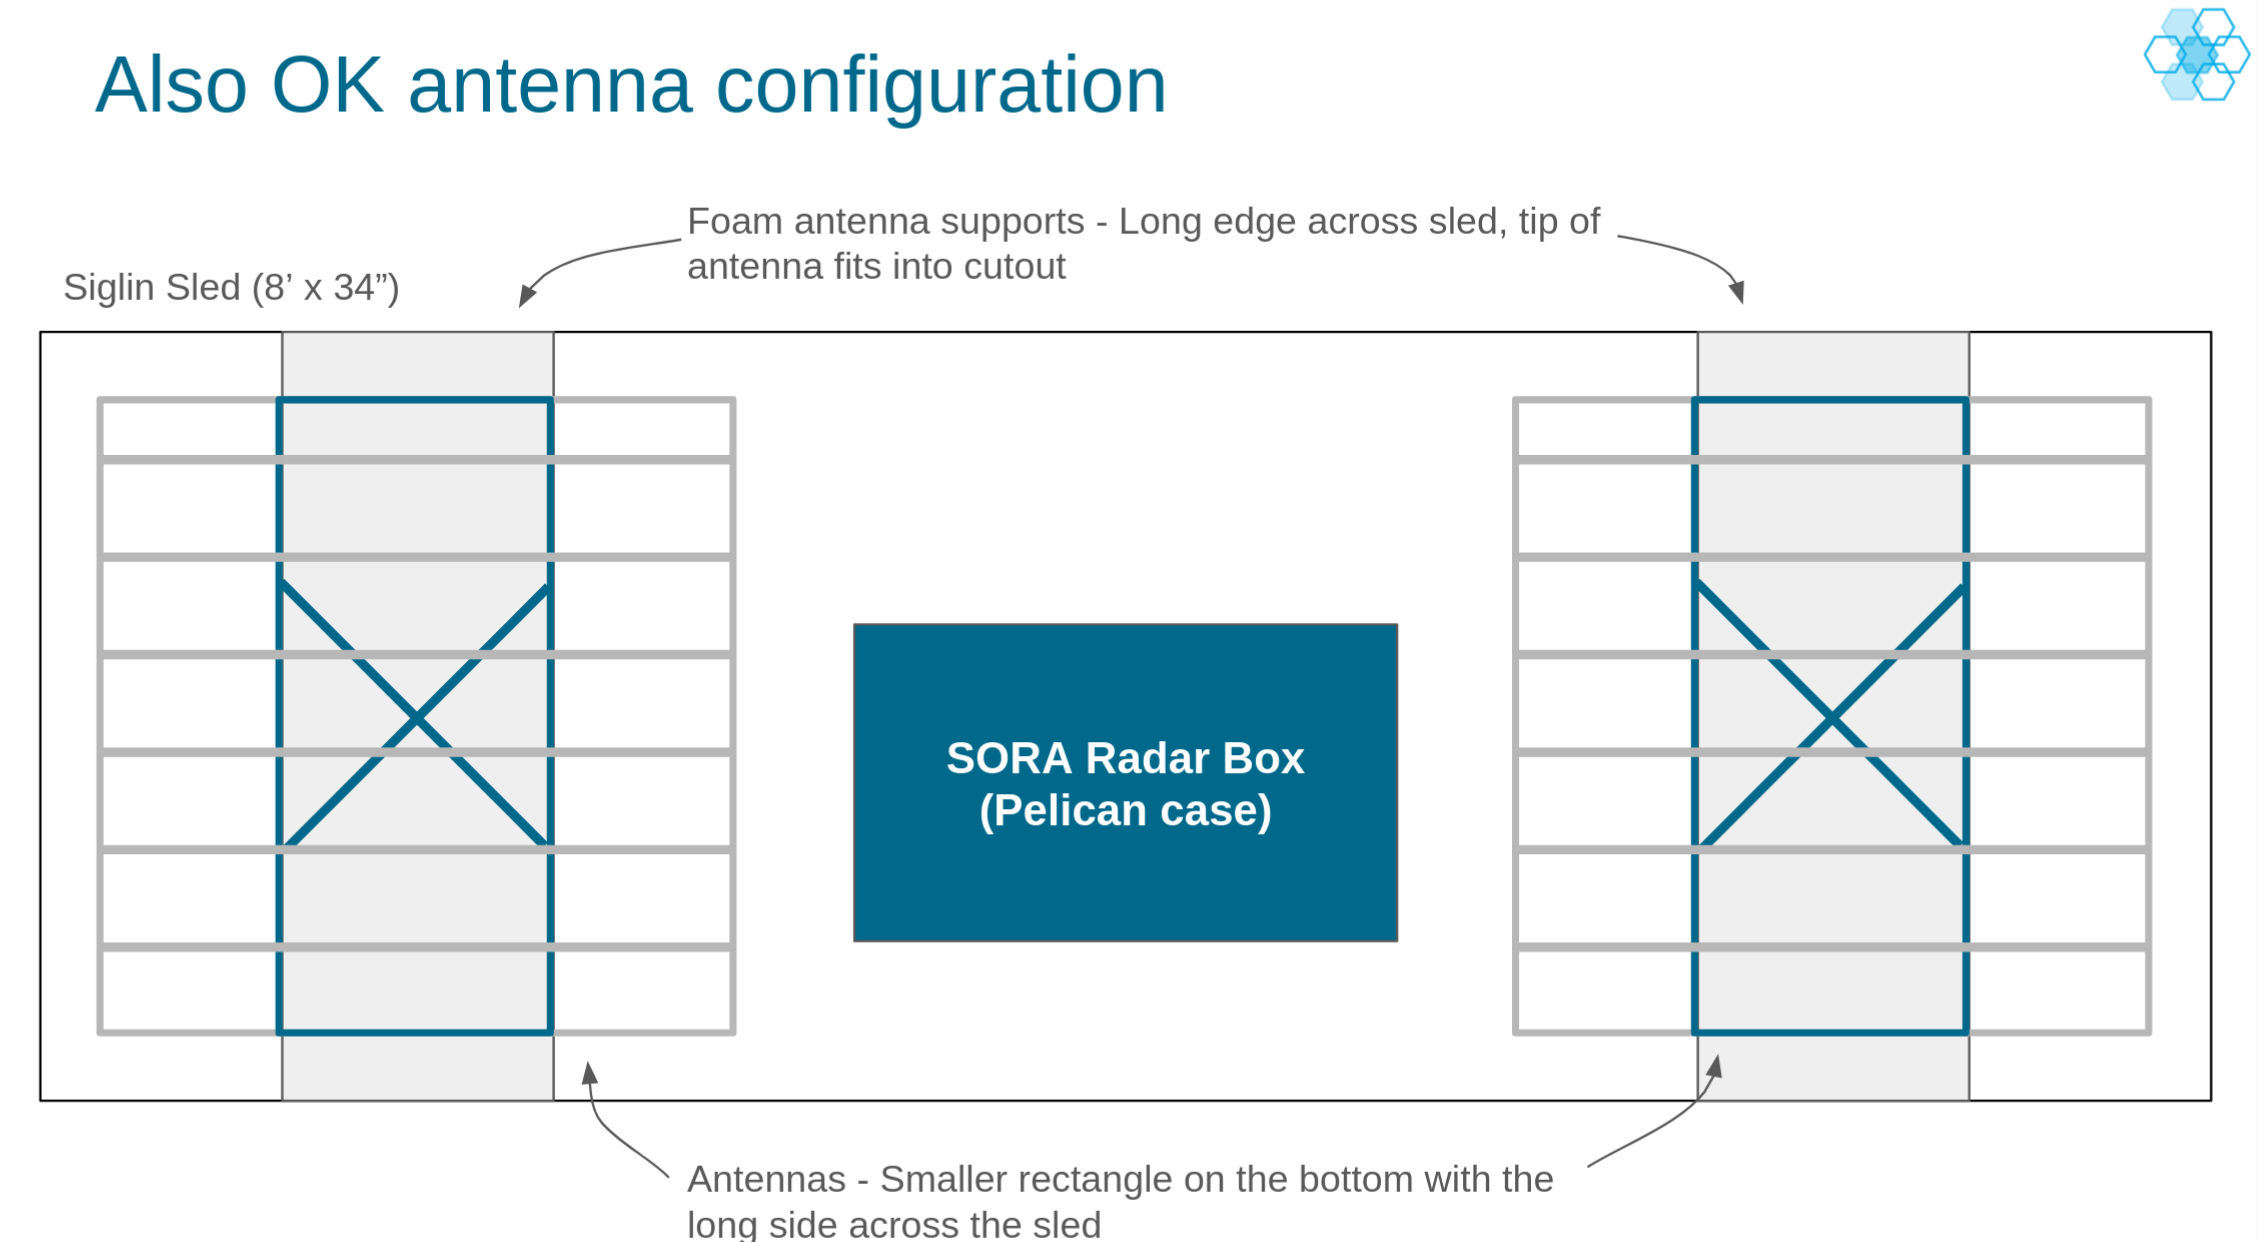 Also OK antenna configuration
Foam antenna supports - Long edge across sled, tip of
antenna fits into cutout
Siglin Sled (8’ x 34”)
SORA Radar Box
(Pelican case)
Antennas - Smaller rectangle on the bottom with the
long side across the sled